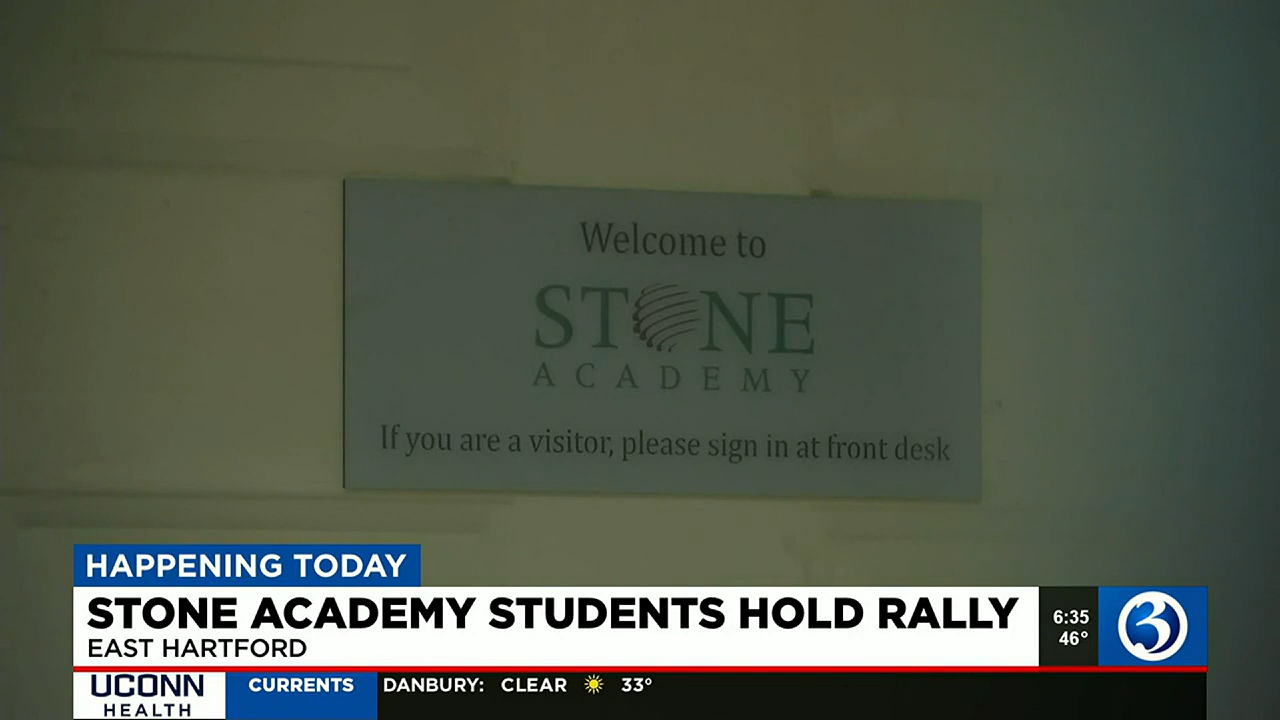 Welcome to
STONE
ACADEMY
If you are a visitor, please sign in at front desk
HAPPENING TODAY
STONE ACADEMY STUDENTS HOLD RALLY
EAST HARTFORD
6:35
46°
3
UCONN
HEALTH
CURRENTS
DANBURY: CLEAR 33°